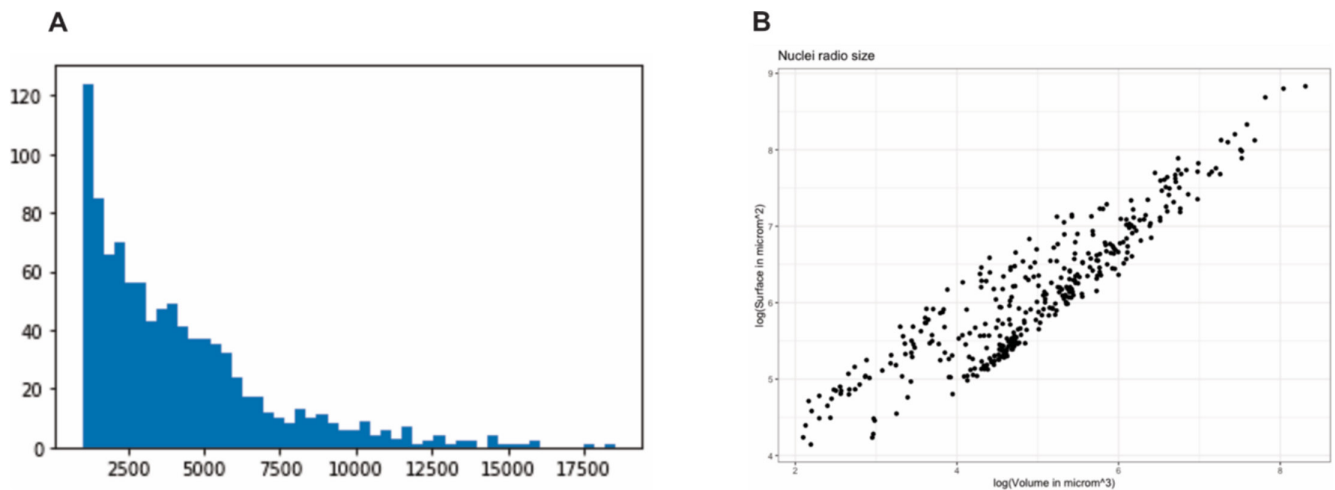 A
120
100
80
60
40
20
0
2500 5000 7500 10000 12500 15000 17500
B
Nuclei radio size
9
8
7
6
5
4
log(Surface in microm^2)
2 4 6 8
log(Volume in microm^3)